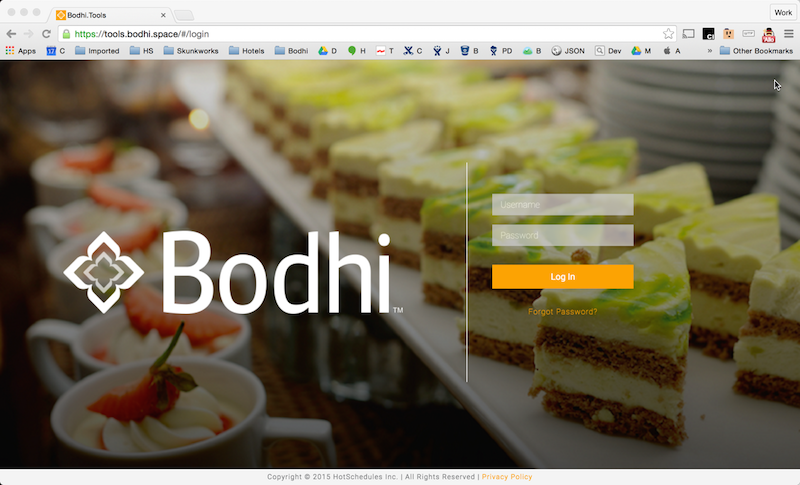 Bodhi.Tools
Work
https://tools.bodhi.space/#/login
Apps
C
Imported
HS
Skunkworks
Hotels
Bodhi
D
H
T
C
J
B
PD
B
JSON
Dev
M
A
»
Other Bookmarks
Username
Password
Bodhi™
Log In
Forgot Password?
Copyright © 2015 HotSchedules Inc. | All Rights Reserved | Privacy Policy